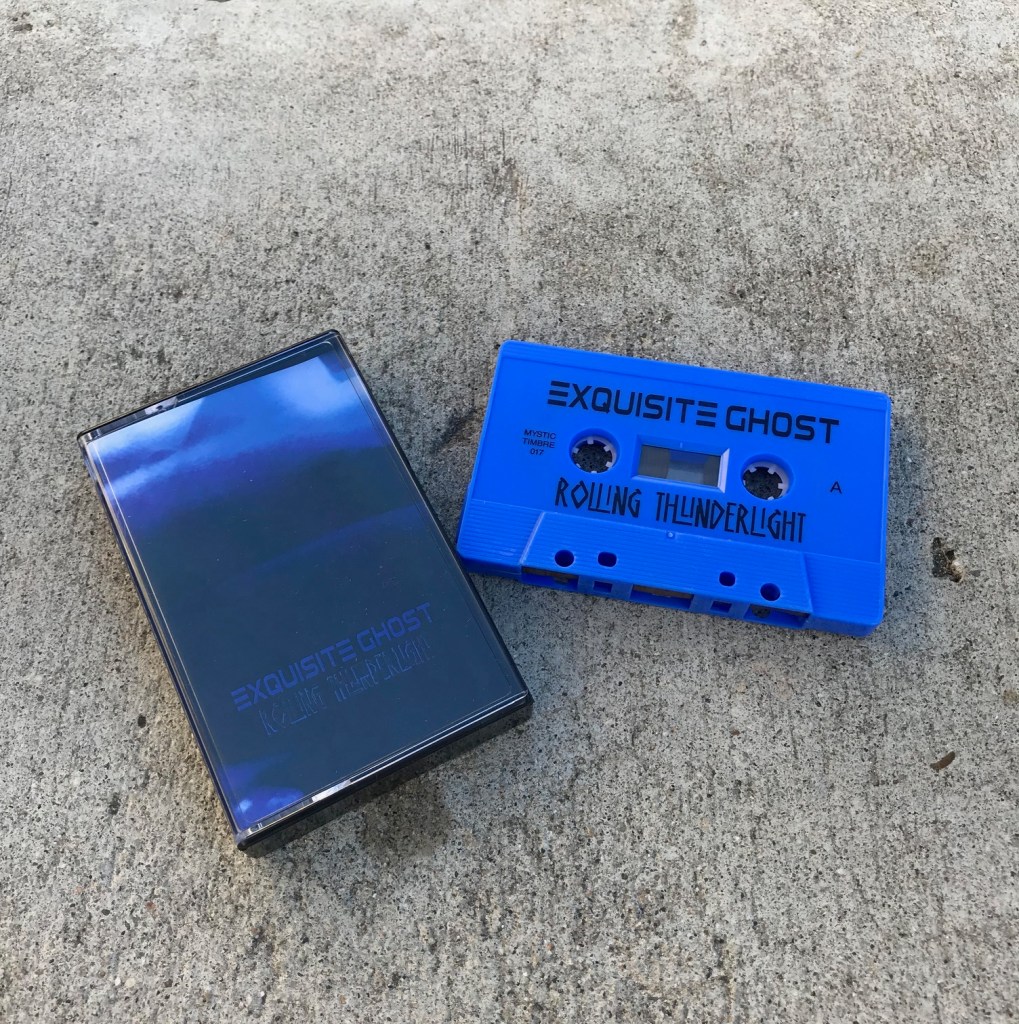 EXQUISITE GHOST
ROLLING THUNDERLIGHT
EXQUISITE GHOST
MYSTIC
TIMBRE
017
A
ROLLING THUNDERLIGHT